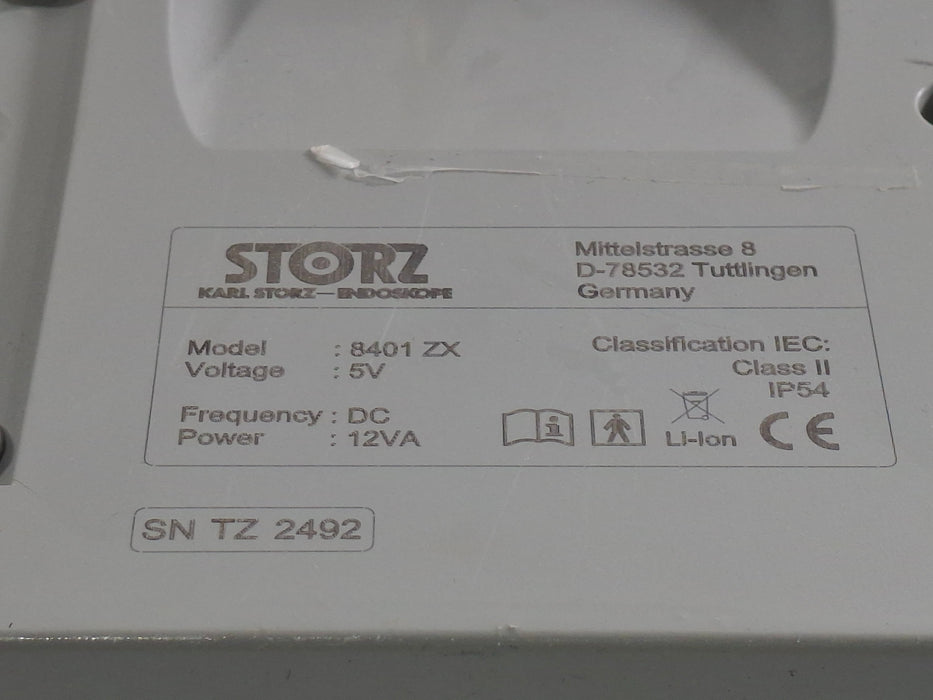 STORZ
KARL STORZ—ENDOSKOPE
Mittelstrasse 8
D-78532 Tuttlingen
Germany
Model : 8401 ZX
Voltage : 5V
Frequency : DC
Power : 12VA
Classification IEC:
Class II
IP54
i
Li-Ion
CE
SN TZ 2492